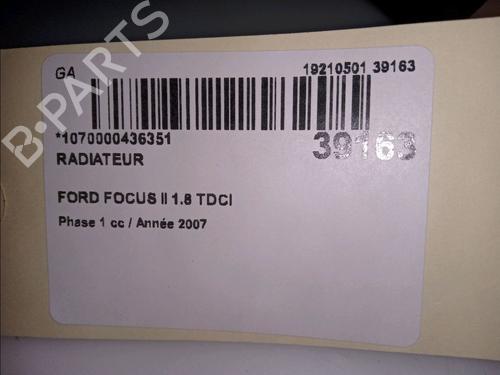 GA
19210501 39163
*1070000436351
39163
RADIATEUR
FORD FOCUS II 1.8 TDCI
Phase 1 cc / Année 2007
B-PARTS